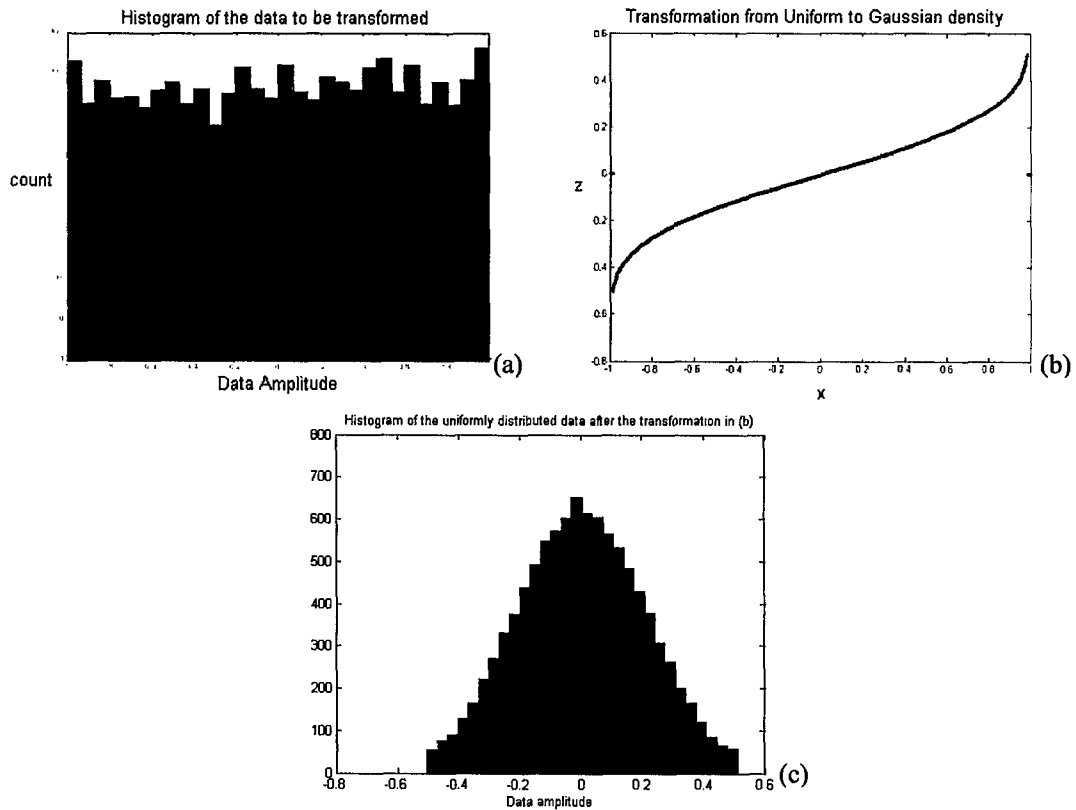 Histogram of the data to be transformed
count
Data Amplitude
(a)
Transformation from Uniform to Gaussian density
0.6
0.4
0.2
0
z
0.2
0.4
0.6
-0.8
-1 0.8 0.6 0.4 0.2 0 0.2 0.4 0.6 0.8 1
x
(b)
Histogram of the uniformly distributed data after the transformation in (b)
800
700
600
500
400
300
200
100
0
-0.8 -0.6 -0.4 -0.2 0 0.2 0.4 0.6
Data amplitude
(c)